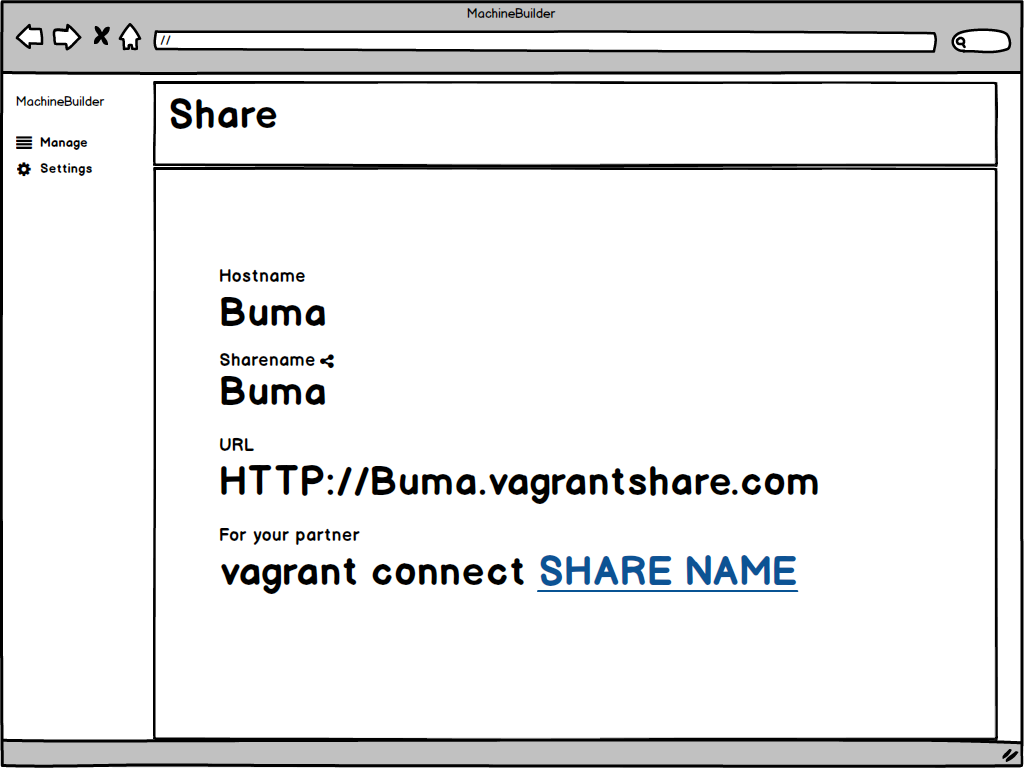 MachineBuilder
//
MachineBuilder
Manage
Settings
Share
Hostname
Buma
Sharename
Buma
URL
HTTP://Buma.vagrantshare.com
For your partner
vagrant connect SHARE NAME